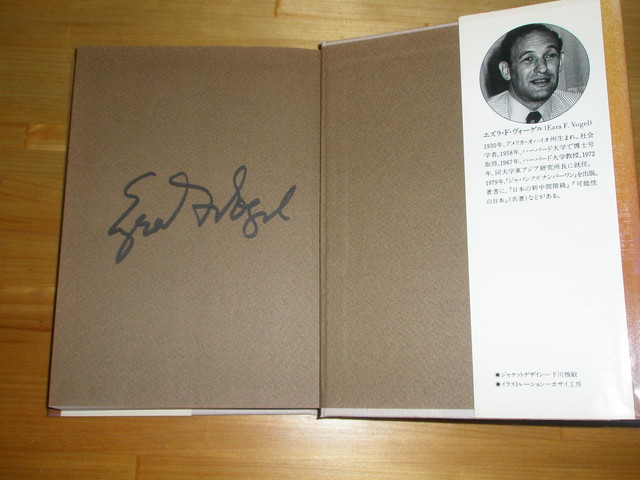 Ezra F. Vogel
エズラ・F・ヴォーゲル(Ezra F. Vogel)
1930年、アメリカ・オハイオ州生まれ。社会
学者。1958年、ハーバード大学で博士号
取得。1967年、ハーバード大学教授。1972
年、同大学東アジア研究所長に就任。
1979年、「ジャパンアズナンバーワン」を出版。
著書に、『日本の新中間階級』『可能性
の日本』(共著)などがある。
●ジャケットデザイン―下川雅敏
●イラストレーション―カサイ工房